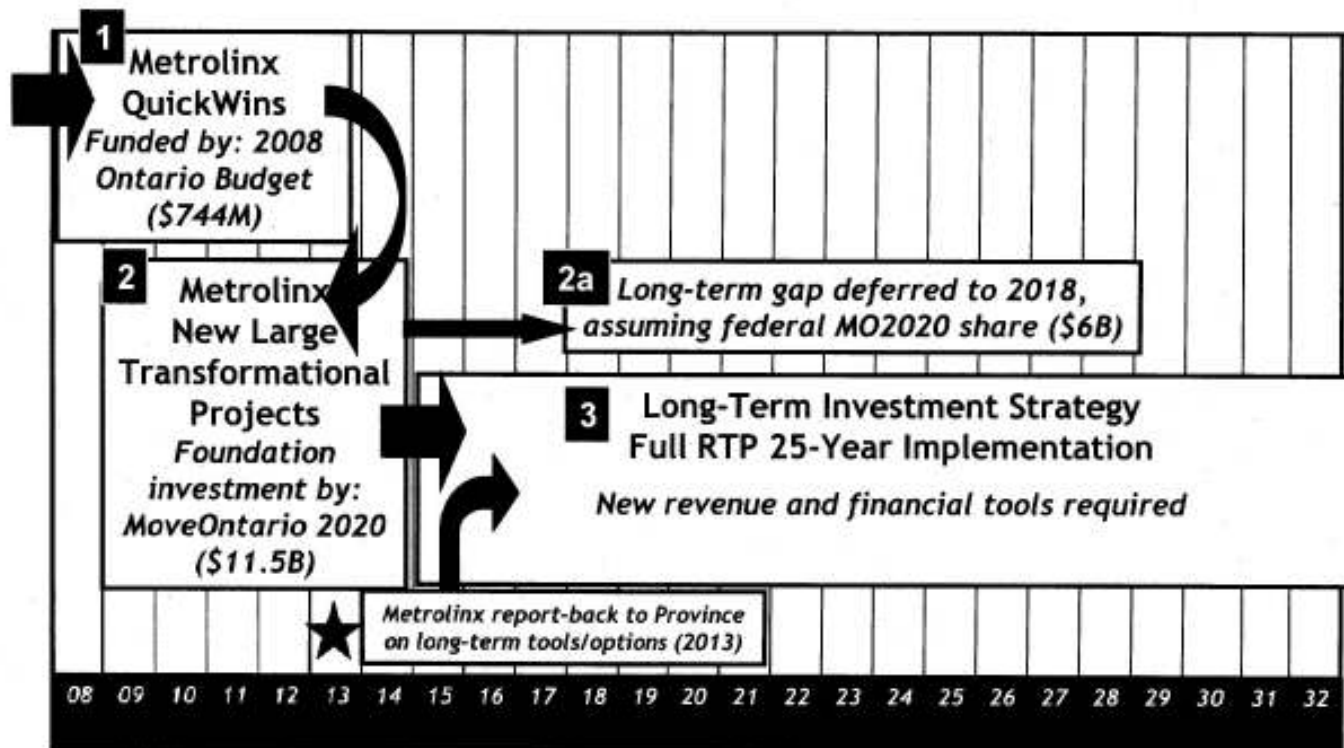 1
Metrolinx
QuickWins
Funded by: 2008
Ontario Budget
($744M)
2
Metrolinx
New Large
Transformational
Projects
Foundation
investment by:
MoveOntario 2020
($11.5B)
2a
Long-term gap deferred to 2018,
assuming federal MO2020 share ($6B)
3
Long-Term Investment Strategy
Full RTP 25-Year Implementation
New revenue and financial tools required
Metrolinx report-back to Province
on long-term tools/options (2013)
08 09 10 11 12 13 14 15 16 17 18 19 20 21 22 23 24 25 26 27 28 29 30 31 32